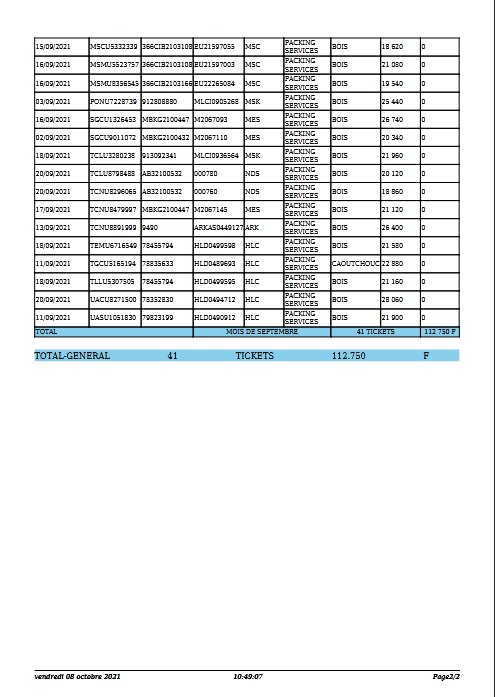 15/09/2021 MSCU5332339 366CIB2103108 EU21597055 MSC PACKING SERVICES BOIS 18 620 0
16/09/2021 MSMU5523757 366CIB2103108 EU21597003 MSC PACKING SERVICES BOIS 21 080 0
16/09/2021 MSMU8356545 366CIB2103166 EU22265084 MSC PACKING SERVICES BOIS 19 540 0
03/09/2021 PONU7228739 912808880 MLCI0905268 MSK PACKING SERVICES BOIS 25 440 0
16/09/2021 SGCU1326453 MBKG2100447 M2067093 MES PACKING SERVICES BOIS 26 740 0
02/09/2021 SGCU9011072 MBKG2100432 M2067110 MES PACKING SERVICES BOIS 20 340 0
18/09/2021 TCLU3280238 913092341 MLCI0936564 MSK PACKING SERVICES BOIS 21 960 0
20/09/2021 TCLU8798488 AB32100532 000780 NDS PACKING SERVICES BOIS 20 120 0
20/09/2021 TCNU8296065 AB32100532 000760 NDS PACKING SERVICES BOIS 18 860 0
17/09/2021 TCNU8479997 MBKG2100447 M2067145 MES PACKING SERVICES BOIS 21 120 0
13/09/2021 TCNU8891999 9490 ARKAS0449127 ARK PACKING SERVICES BOIS 26 400 0
18/09/2021 TEMU6716549 78455794 HLD0499598 HLC PACKING SERVICES BOIS 21 580 0
11/09/2021 TGCU5165194 78835633 HLD0489693 HLC PACKING SERVICES CAOUTCHOUC 22 880 0
18/09/2021 TLLU5307505 78455794 HLD0499595 HLC PACKING SERVICES BOIS 21 160 0
20/09/2021 UACU8271500 78352830 HLD0494712 HLC PACKING SERVICES BOIS 28 060 0
11/09/2021 UASU1051830 79823199 HLD0490912 HLC PACKING SERVICES BOIS 21 900 0
TOTAL MOIS DE SEPTEMBRE 41 TICKETS 112 750 F
TOTAL-GENERAL 41 TICKETS 112.750 F
vendredi 08 octobre 2021 10:49:07 Page2/2